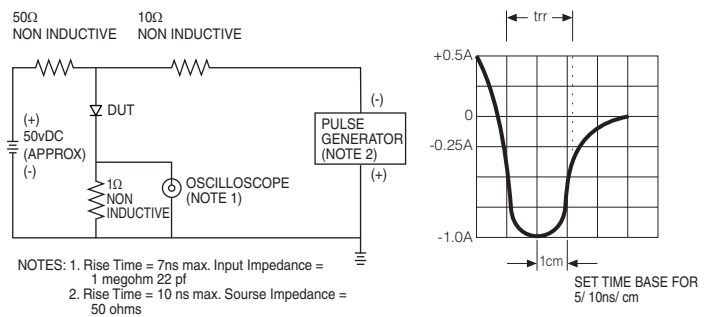 50Ω
NON INDUCTIVE
10Ω
NON INDUCTIVE
DUT
(+)
50vDC
(APPROX)
(-)
1Ω
NON
INDUCTIVE
OSCILLOSCOPE
(NOTE 1)
(-)
PULSE
GENERATOR
(NOTE 2)
(+)
NOTES: 1. Rise Time = 7ns max. Input Impedance =
1 megohm 22 pf
2. Rise Time = 10 ns max. Sourse Impedance =
50 ohms
trr
+0.5A
0
-0.25A
-1.0A
1cm
SET TIME BASE FOR
5/ 10ns/ cm